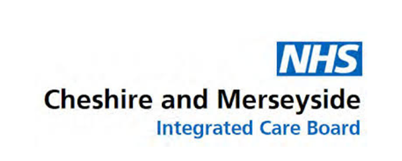 NHS
Cheshire and Merseyside
Integrated Care Board